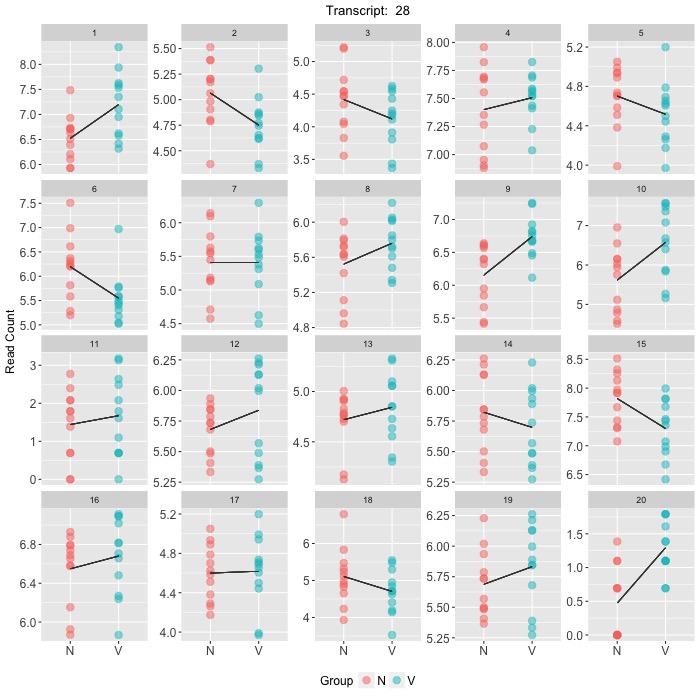 Transcript: 28
1 2 3 4 5
8.0 5.50 5.0 8.00 5.2
7.5 5.25 4.5 7.75 4.8
7.0 5.00 4.0 7.50 4.4
6.5 4.75 3.5 7.25 4.0
6.0 4.50 7.00
6 7 8 9 10
7.5 6.0 6.0 7.0 7
7.0 5.5 5.6 6.5 6
6.5 5.0 5.2 6.0 5
6.0 4.5 4.8 5.5
5.5
5.0
Read Count
11 12 13 14 15
3 6.25 5.0 6.25 8.5
2 6.00 4.5 6.00 8.0
1 5.75 5.75 7.5
0 5.50 5.50 7.0
5.25 5.25 6.5
16 17 18 19 20
6.8 5.2 6 6.25 1.5
6.4 4.8 5 6.00 1.0
6.0 4.4 4 5.75 0.5
4.0 5.50 0.0
5.25
N V N V N V N V N V
Group N V